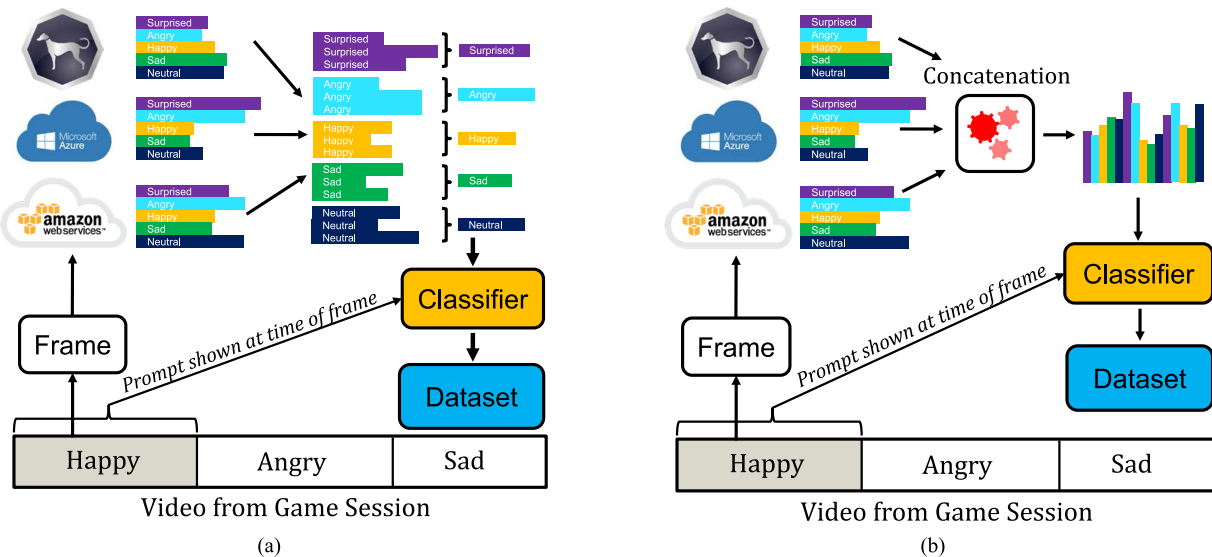 Surprised
Angry
Happy
Sad
Neutral
Microsoft
Azure
Surprised
Angry
Happy
Sad
Neutral
amazon
webservices™
Surprised
Angry
Happy
Sad
Neutral
Surprised
Surprised
Surprised
Surprised
Angry
Angry
Angry
Angry
Happy
Happy
Happy
Happy
Sad
Sad
Sad
Sad
Neutral
Neutral
Neutral
Neutral
Frame
Prompt shown at time of frame
Classifier
Dataset
Happy
Angry
Sad
Video from Game Session
(a)
Surprised
Angry
Happy
Sad
Neutral
Microsoft
Azure
Surprised
Angry
Happy
Sad
Neutral
amazon
webservices™
Surprised
Angry
Happy
Sad
Neutral
Concatenation
Frame
Prompt shown at time of frame
Classifier
Dataset
Happy
Angry
Sad
Video from Game Session
(b)